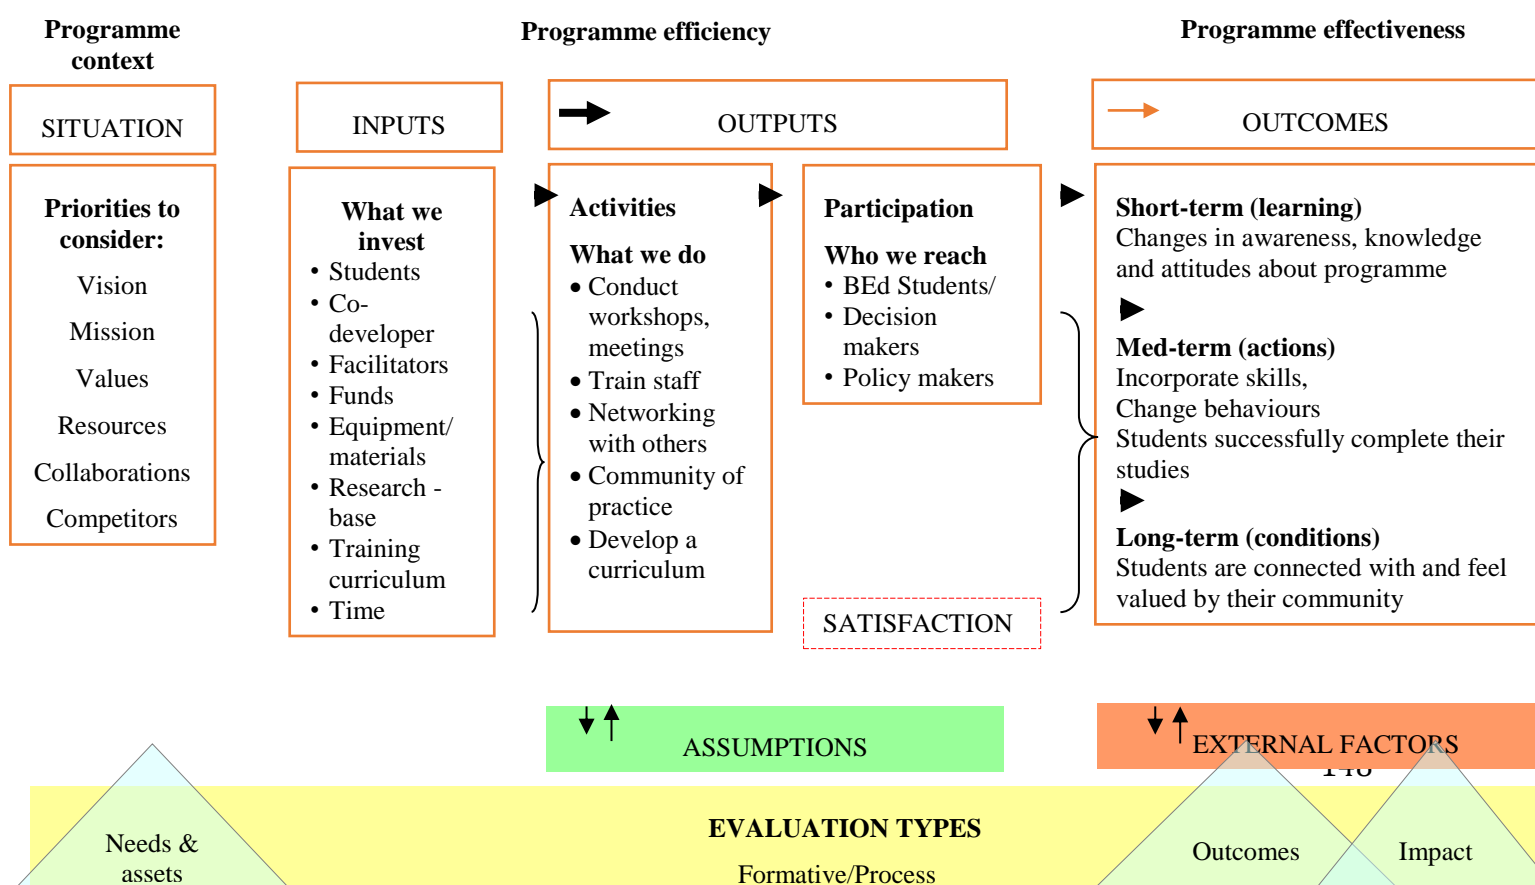 Programme
context
Programme efficiency
Programme effectiveness
SITUATION
INPUTS
OUTPUTS
OUTCOMES
Priorities to
consider:
Vision
Mission
Values
Resources
Collaborations
Competitors
What we
invest
• Students
• Co-
developer
• Facilitators
• Funds
• Equipment/
materials
• Research -
base
• Training
curriculum
• Time
Activities
What we do
• Conduct
workshops,
meetings
• Train staff
• Networking
with others
• Community of
practice
• Develop a
curriculum
Participation
Who we reach
• BEd Students/
• Decision
makers
• Policy makers
SATISFACTION
Short-term (learning)
Changes in awareness, knowledge
and attitudes about programme
Med-term (actions)
Incorporate skills,
Change behaviours
Students successfully complete their
studies
Long-term (conditions)
Students are connected with and feel
valued by their community
ASSUMPTIONS
EXTERNAL FACTORS
EVALUATION TYPES
Needs &
assets
Formative/Process
Outcomes
Impact